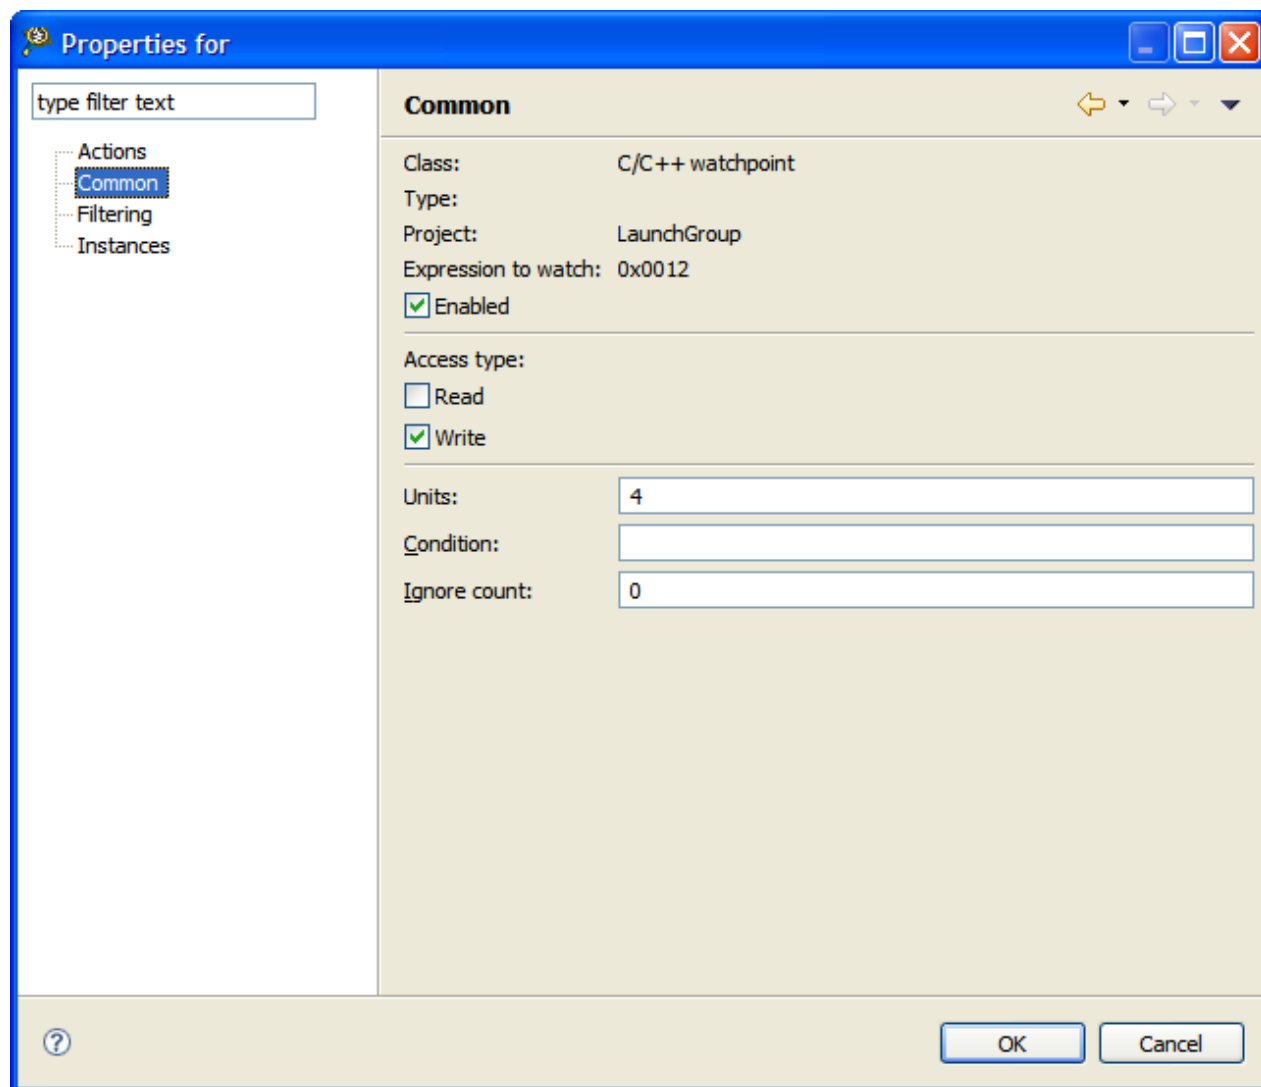 Properties for
type filter text
Actions
Common
Filtering
Instances
Common
Class: C/C++ watchpoint
Type:
Project: LaunchGroup
Expression to watch: 0x0012
Enabled
Access type:
Read
Write
Units: 4
Condition:
Ignore count: 0
?
OK Cancel